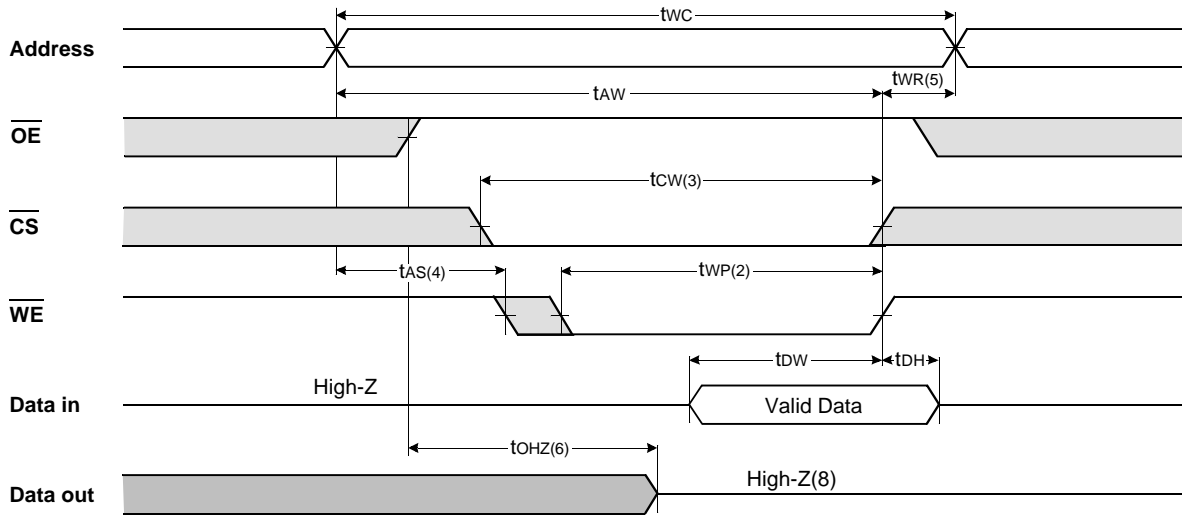 tWC
Address
tWR(5)
tAW
OE
tCW(3)
CS
tAS(4)
tWP(2)
WE
tDW
tDH
High-Z
Data in
Valid Data
tOHZ(6)
High-Z(8)
Data out